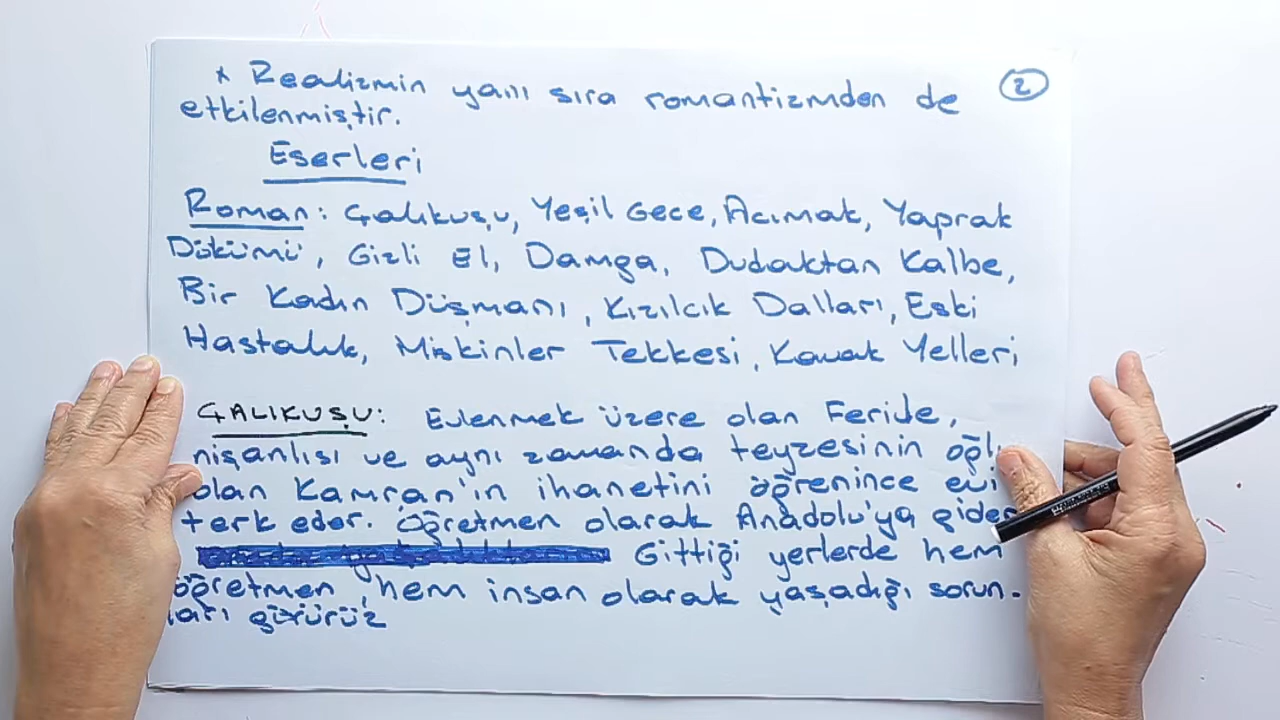 * Realizmin yanı sıra romantizmden de
2
etkilenmiştir.
Eserleri
Roman: Çalıkuşu, Yeşil Gece, Acımak, Yaprak
Dökümü, Gizli El, Damga, Dudaktan Kalbe,
Bir Kadın Düşmanı, Kızılcık Dalları, Eski
Hastalık, Miskinler Tekkesi, Kavak Yelleri,
ÇALIKUŞU: Evlenmek üzere olan Feride,
nişanlısı ve aynı zamanda teyzesinin oğlu
olan Kamran'ın ihanetini öğrenince evi
terk eder. Öğretmen olarak Anadolu'ya gider
Gittiği yerlerde hem
öğretmen, hem insan olarak yaşadığı sorun-
ları görürüz